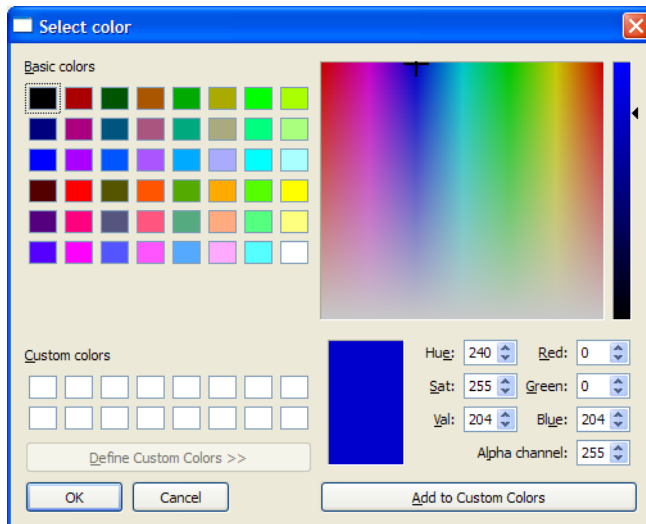 Select color
Basic colors
Custom colors
Define Custom Colors >>
OK Cancel
Hue: 240 Red: 0
Sat: 255 Green: 0
Val: 204 Blue: 204
Alpha channel: 255
Add to Custom Colors